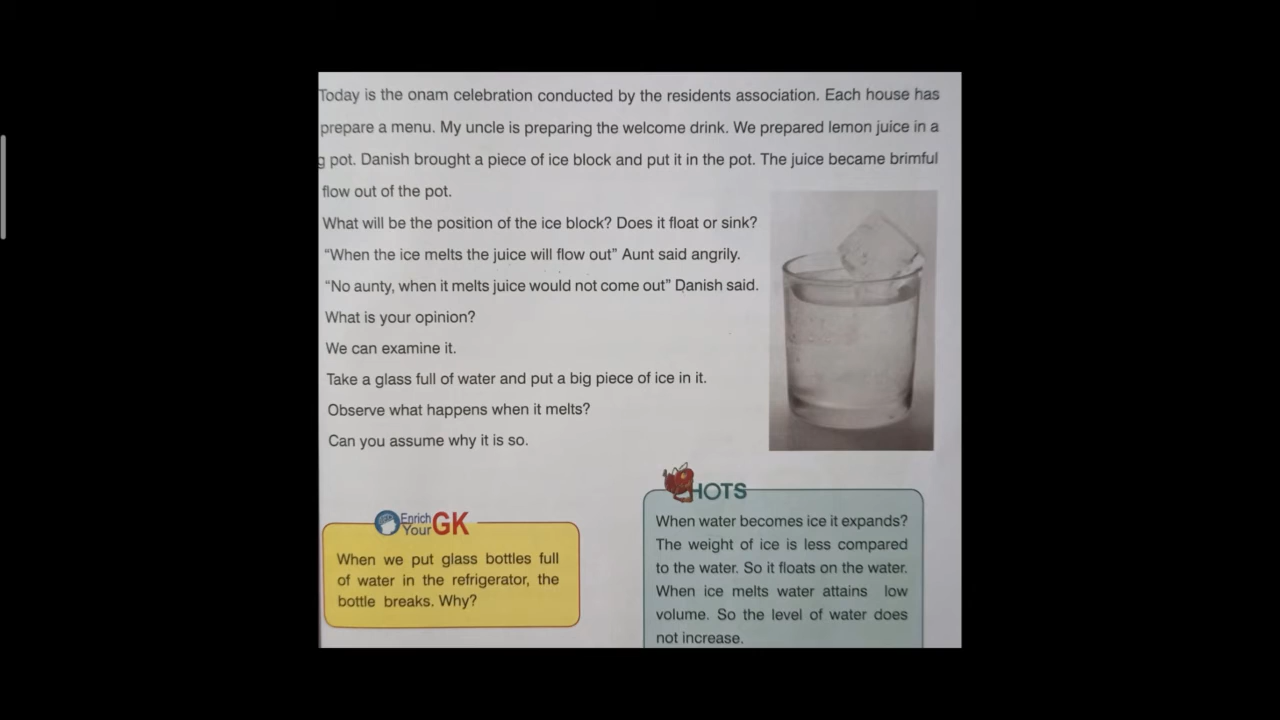 Today is the onam celebration conducted by the residents association. Each house has
prepare a menu. My uncle is preparing the welcome drink. We prepared lemon juice in a
g pot. Danish brought a piece of ice block and put it in the pot. The juice became brimful
flow out of the pot.
What will be the position of the ice block? Does it float or sink?
“When the ice melts the juice will flow out” Aunt said angrily.
“No aunty, when it melts juice would not come out” Danish said.
What is your opinion?
We can examine it.
Take a glass full of water and put a big piece of ice in it.
Observe what happens when it melts?
Can you assume why it is so.
Enrich
Your GK
When we put glass bottles full
of water in the refrigerator, the
bottle breaks. Why?
HOTS
When water becomes ice it expands?
The weight of ice is less compared
to the water. So it floats on the water.
When ice melts water attains low
volume. So the level of water does
not increase.